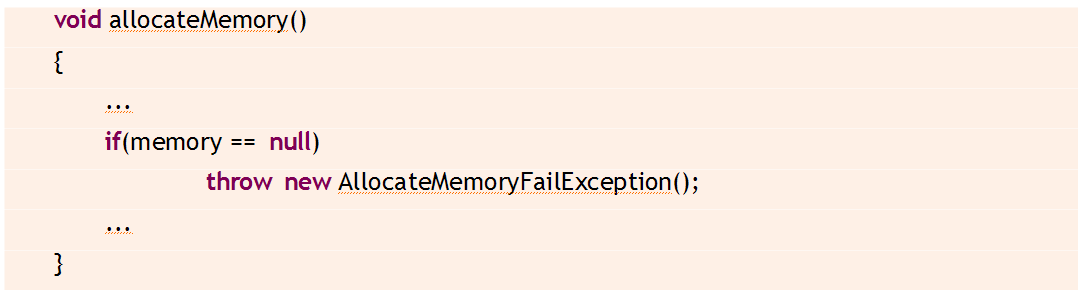 void allocateMemory()
{
...
if(memory == null)
throw new AllocateMemoryFailException();
...
}